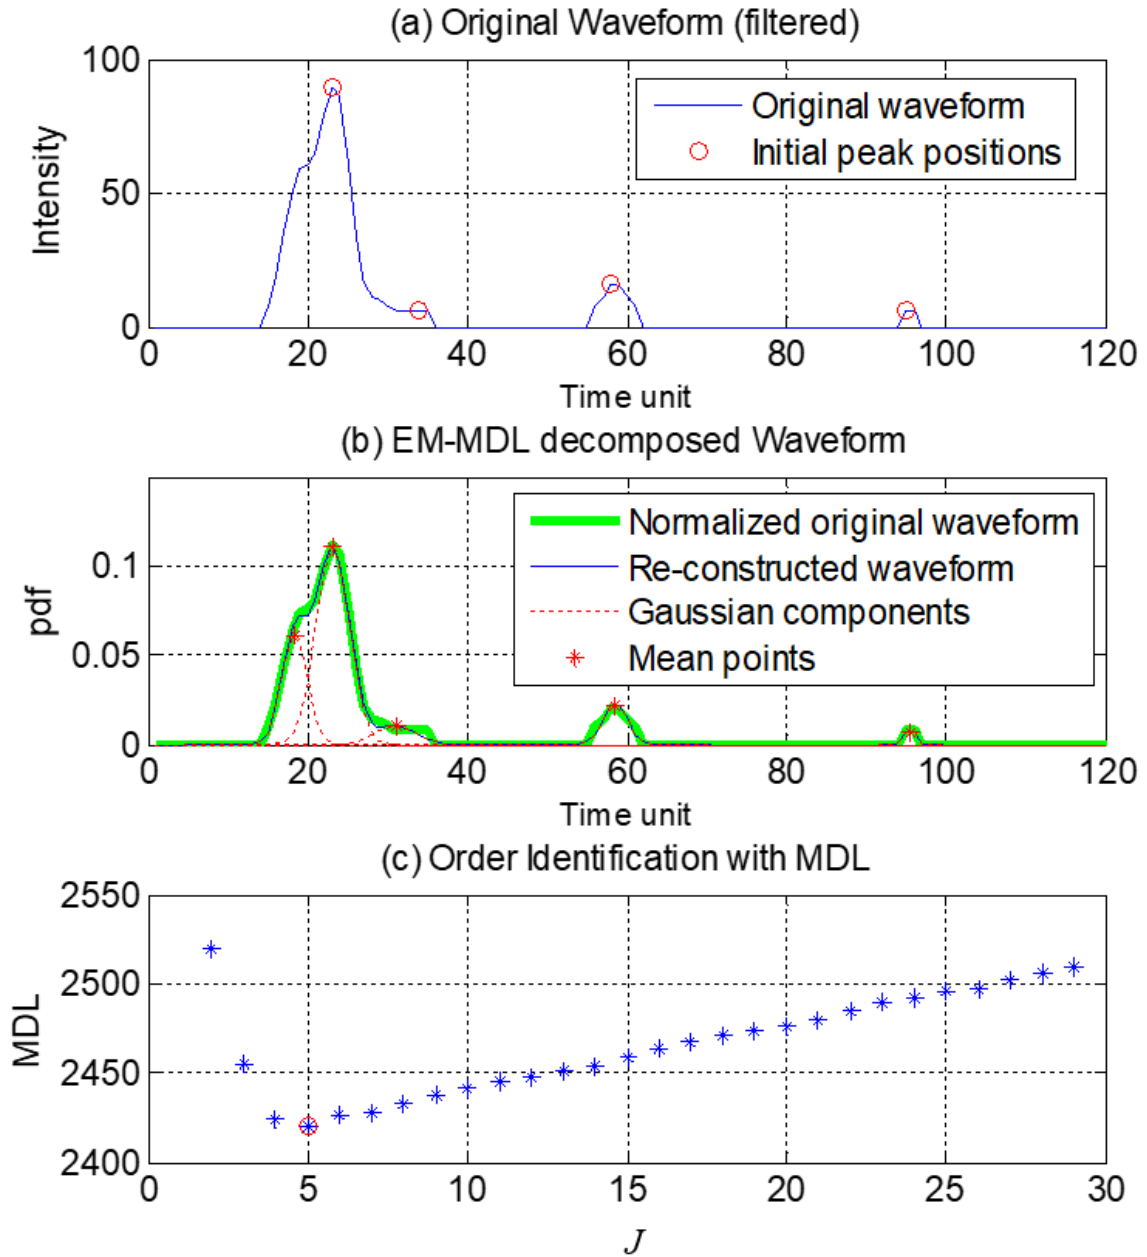 (a) Original Waveform (filtered)
100
50
0
Intensity
Original waveform
Initial peak positions
0 20 40 60 80 100 120
Time unit
(b) EM-MDL decomposed Waveform
0.1
0.05
0
pdf
Normalized original waveform
Re-constructed waveform
Gaussian components
Mean points
0 20 40 60 80 100 120
Time unit
(c) Order Identification with MDL
2550
2500
2450
2400
MDL
0 5 10 15 20 25 30
J